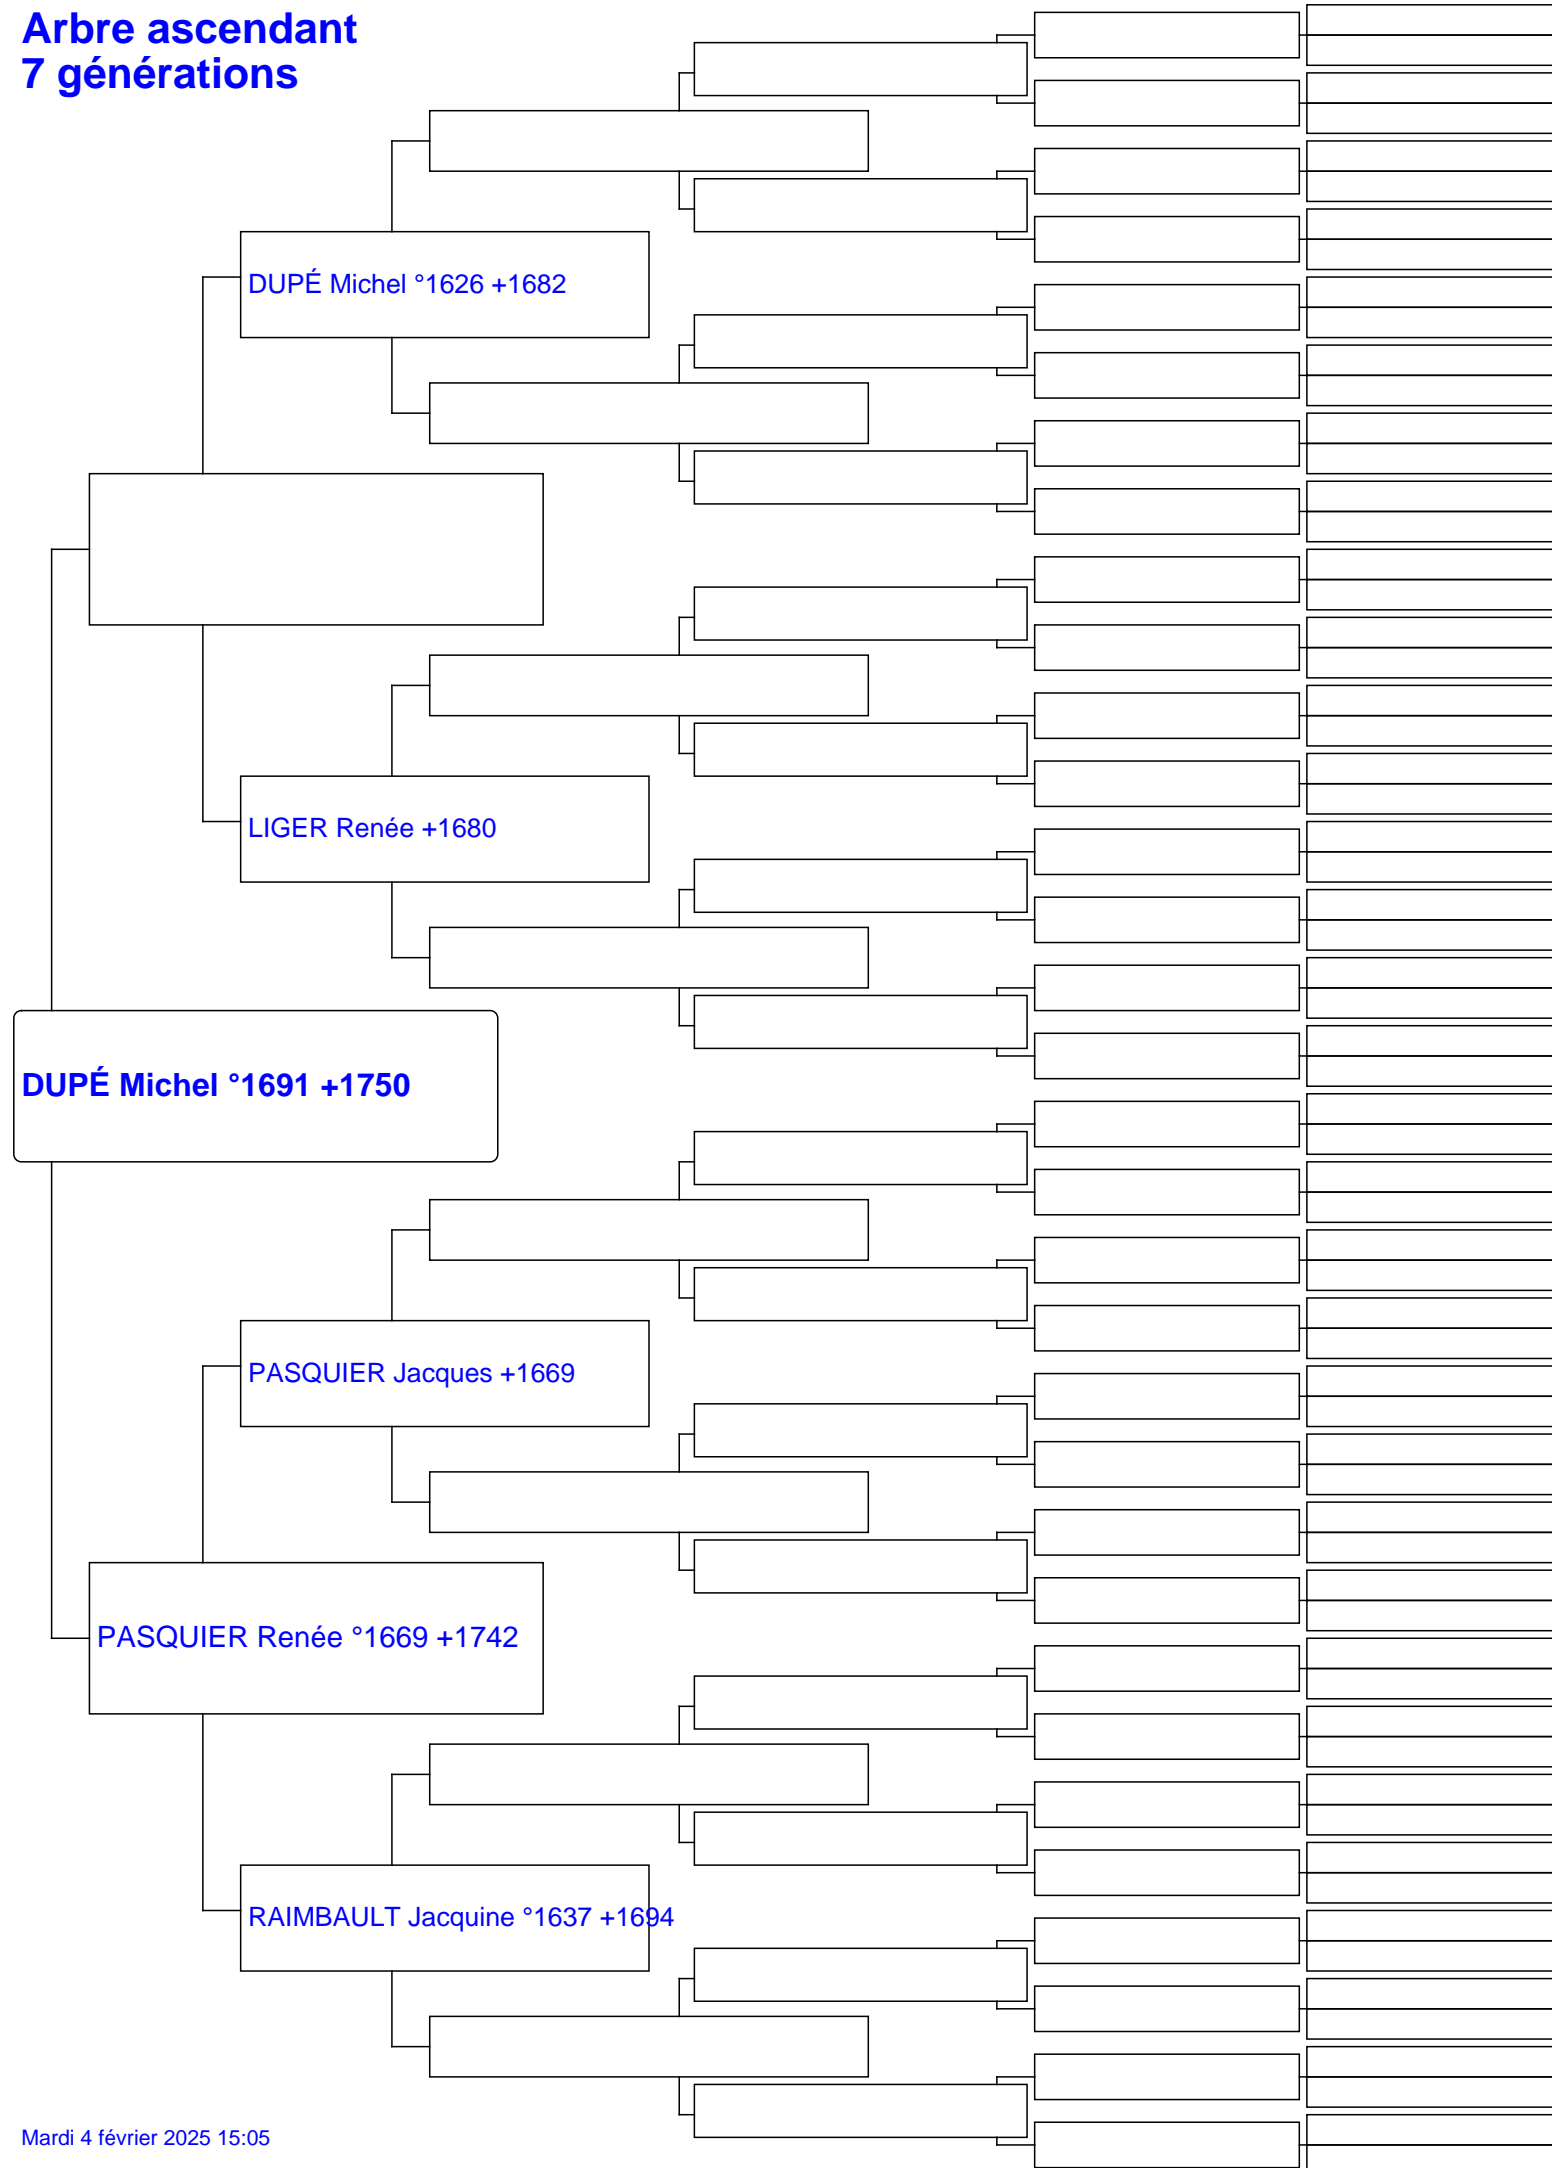 Arbre ascendant
7 générations
DUPÉ Michel °1626 +1682
LIGER Renée +1680
DUPÉ Michel °1691 +1750
PASQUIER Jacques +1669
PASQUIER Renée °1669 +1742
RAIMBAULT Jacquine °1637 +1694
Mardi 4 février 2025 15:05